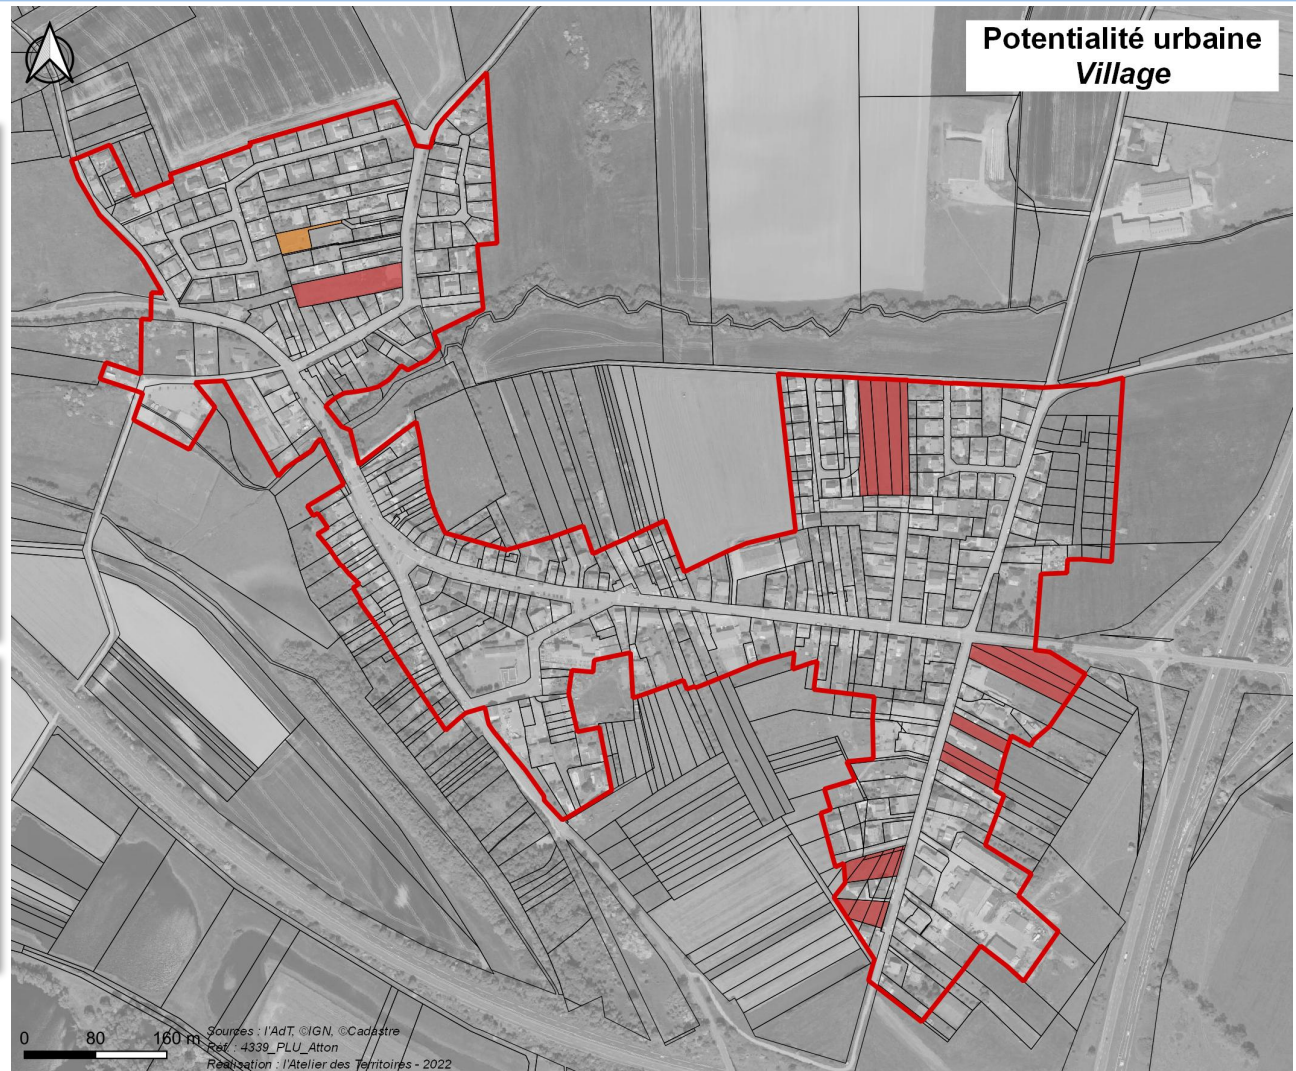 Potentialité urbaine
Village
0 80 160 m
Sources : l'AdT, ©IGN, ©Cadastre
Réf. : 4339_PLU_Atton
Réalisation : l'Atelier des Territoires - 2022